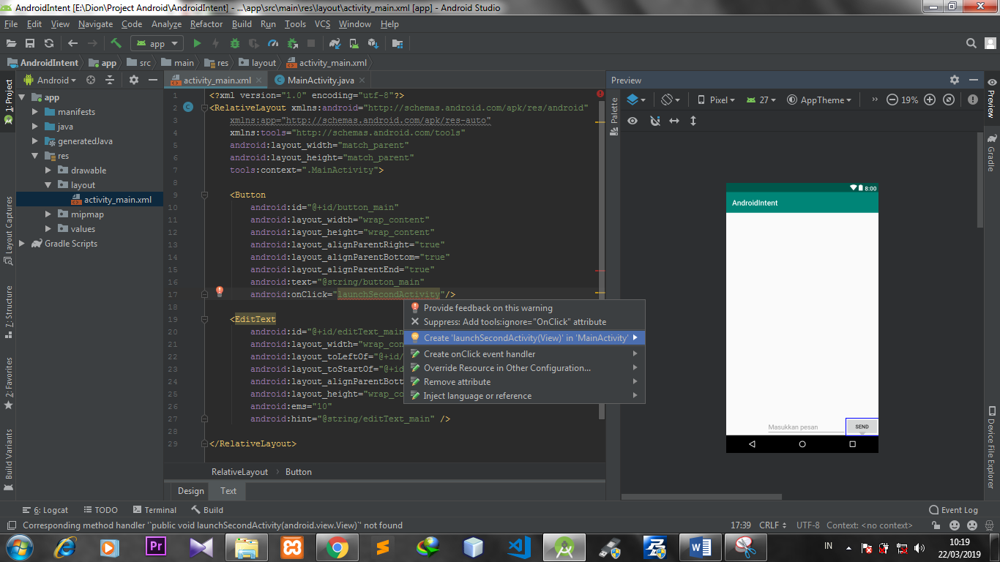 AndroidIntent [E:\Dion\Project Android\AndroidIntent] - ...\app\src\main\res\layout\activity_main.xml [app] - Android Studio
File Edit View Navigate Code Analyze Refactor Build Run Tools VCS Window Help
app
AndroidIntent app src main res layout activity_main.xml
Android
activity_main.xml MainActivity.java
Preview
1: Project
Layout Captures
7: Structure
2: Favorites
Build Variants
app
manifests
java
generatedJava
res
drawable
layout
activity_main.xml
mipmap
values
Gradle Scripts
1 <?xml version="1.0" encoding="utf-8"?>
2 <RelativeLayout xmlns:android="http://schemas.android.com/apk/res/android"
3 xmlns:app="http://schemas.android.com/apk/res-auto"
4 xmlns:tools="http://schemas.android.com/tools"
5 android:layout_width="match_parent"
6 android:layout_height="match_parent"
7 tools:context=".MainActivity">
8
9 <Button
10 android:id="@+id/button_main"
11 android:layout_width="wrap_content"
12 android:layout_height="wrap_content"
13 android:layout_alignParentRight="true"
14 android:layout_alignParentBottom="true"
15 android:layout_alignParentEnd="true"
16 android:text="@string/button_main"
17 android:onClick="launchSecondActivity"/>
18
19 <EditText
20 android:id="@+id/editText_main
21 android:layout_width="wrap_con
22 android:layout_toLeftOf="@+id/
23 android:layout_toStartOf="@+id
24 android:layout_alignParentBott
25 android:layout_height="wrap_co
26 android:ems="10"
27 android:hint="@string/editText_main" />
28
29 </RelativeLayout>
Provide feedback on this warning
Suppress: Add tools:ignore="OnClick" attribute
Create 'launchSecondActivity(View)' in 'MainActivity'
Create onClick event handler
Override Resource in Other Configuration...
Remove attribute
Inject language or reference
RelativeLayout Button
Design Text
Palette
Pixel 27 AppTheme 19%
8:00
AndroidIntent
Masukkan pesan SEND
Preview
Gradle
Device File Explorer
6: Logcat TODO Terminal Build Event Log
Corresponding method handler '`public void launchSecondActivity(android.view.View)`' not found
17:39 CRLF UTF-8 Context: <no context>
Pr
W
IN
10:19
22/03/2019